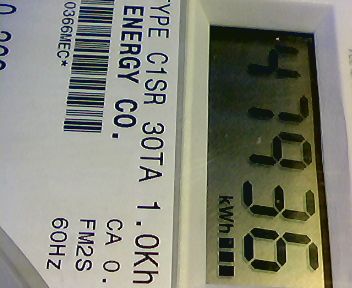 47936
kWh
TYPE C1SR 30TA 1.0Kh
ENERGY CO.
CA 0.
FM2S
60HZ
0366MEC*